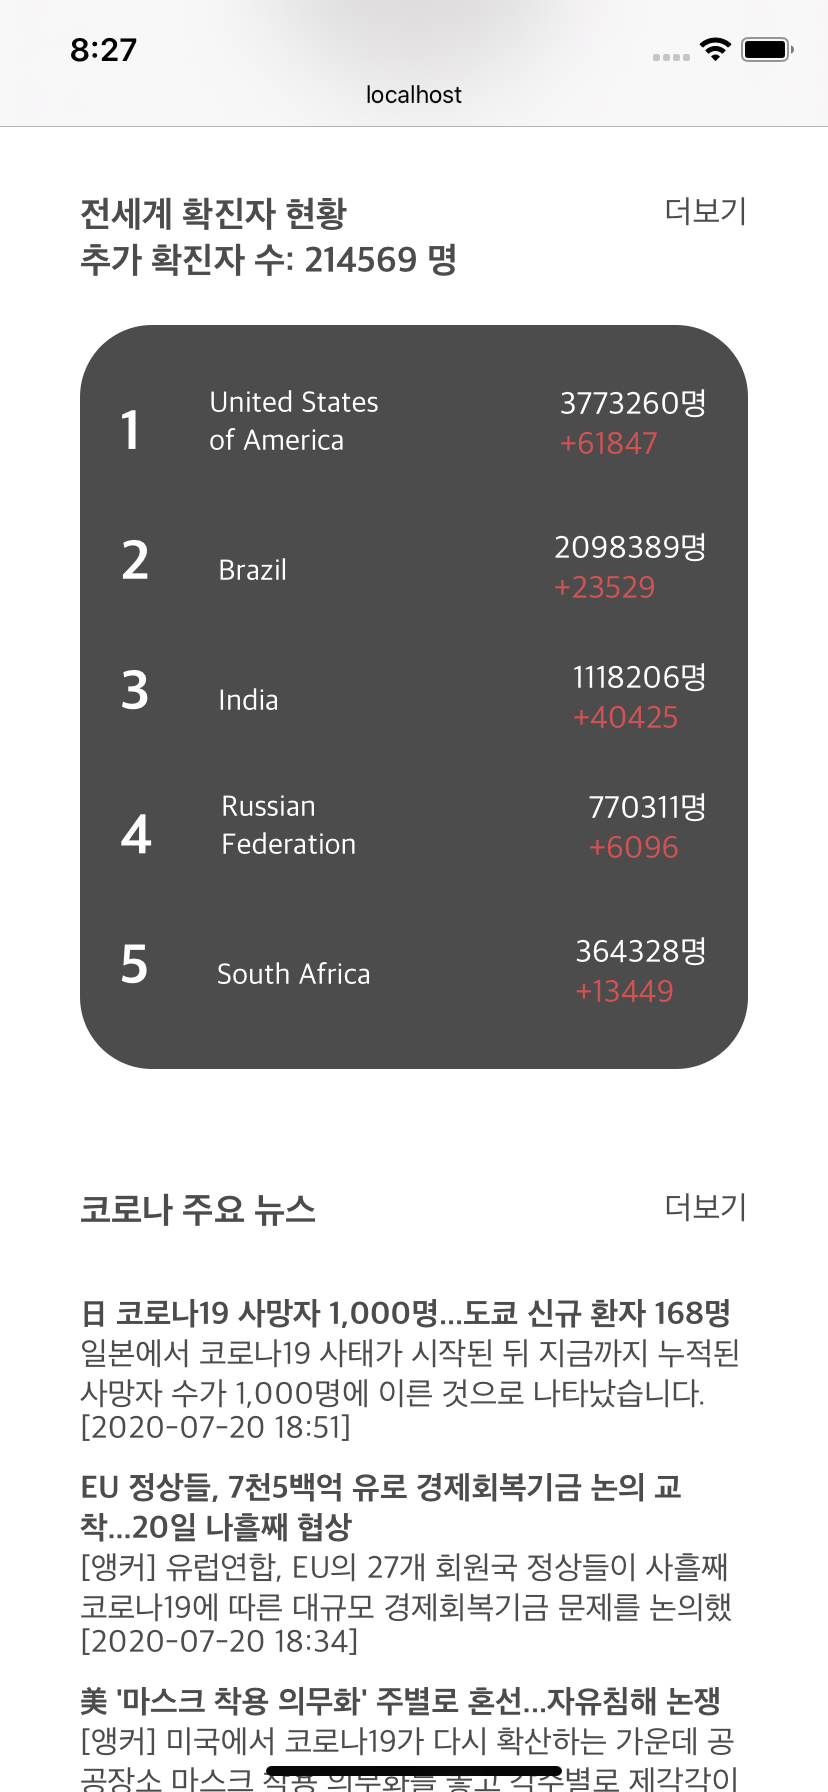 8:27
localhost
전세계 확진자 현황
더보기
추가 확진자 수: 214569 명
1
United States
of America
3773260명
+61847
2
Brazil
2098389명
+23529
3
India
1118206명
+40425
4
Russian
Federation
770311명
+6096
5
South Africa
364328명
+13449
코로나 주요 뉴스
더보기
日 코로나19 사망자 1,000명...도쿄 신규 환자 168명
일본에서 코로나19 사태가 시작된 뒤 지금까지 누적된
사망자 수가 1,000명에 이른 것으로 나타났습니다.
[2020-07-20 18:51]
EU 정상들, 7천5백억 유로 경제회복기금 논의 교
착...20일 나흘째 협상
[앵커] 유럽연합, EU의 27개 회원국 정상들이 사흘째
코로나19에 따른 대규모 경제회복기금 문제를 논의했
[2020-07-20 18:34]
美 '마스크 착용 의무화' 주별로 혼선...자유침해 논쟁
[앵커] 미국에서 코로나19가 다시 확산하는 가운데 공
공장소 마스크 착용 의무화를 놓고 각주별로 제각각이